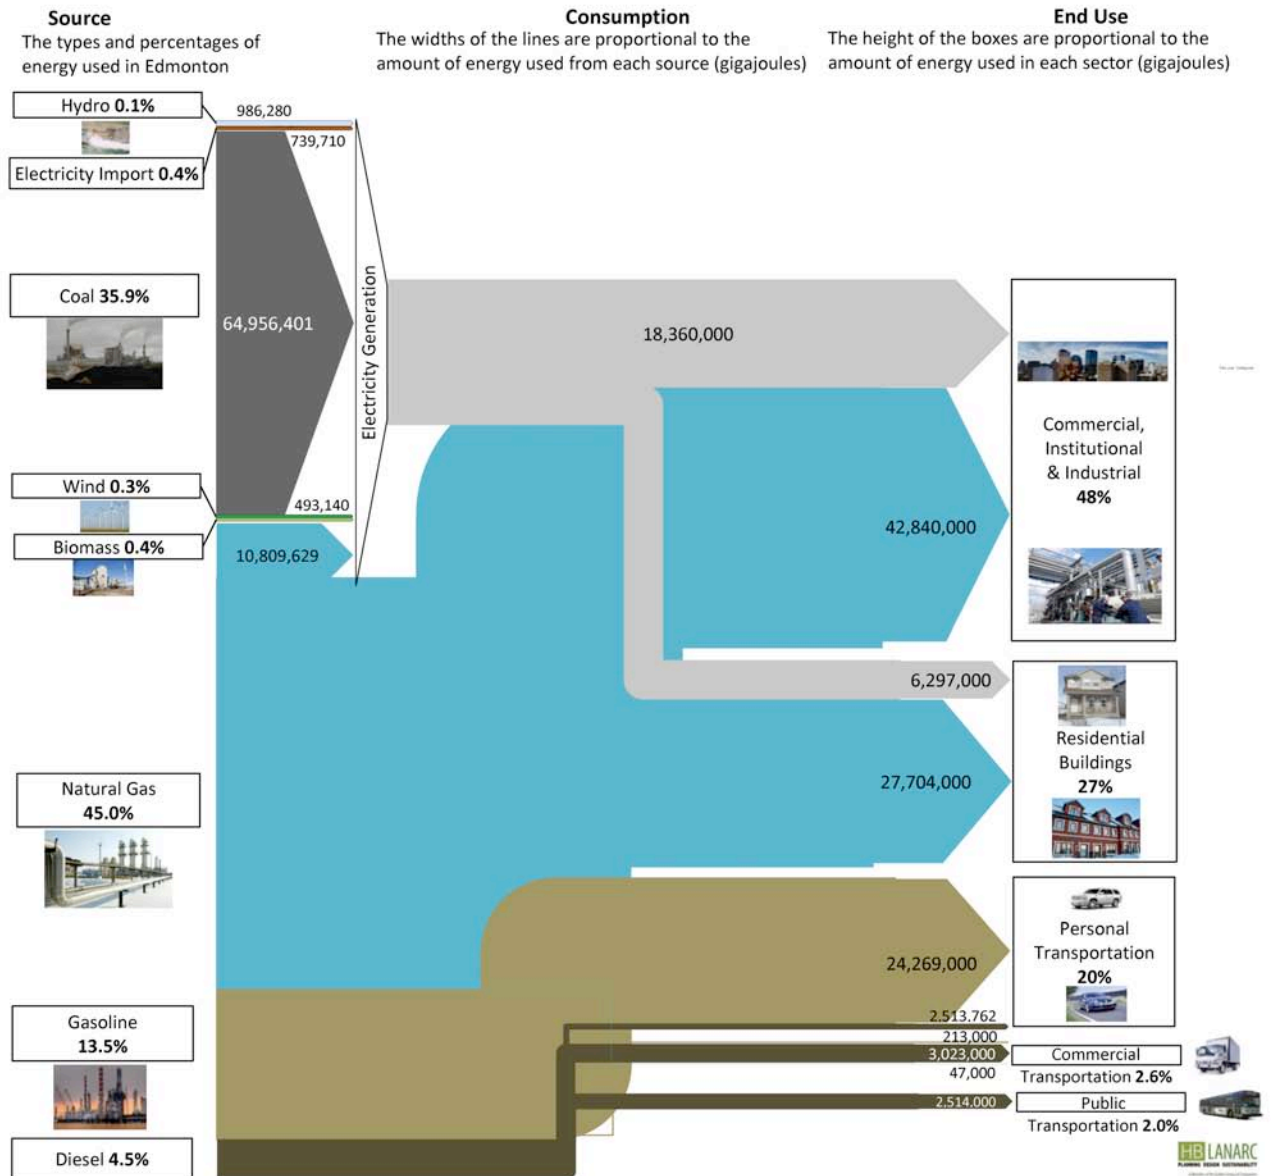 Source
The types and percentages of
energy used in Edmonton
Consumption
The widths of the lines are proportional to the
amount of energy used from each source (gigajoules)
End Use
The height of the boxes are proportional to the
amount of energy used in each sector (gigajoules)
Hydro 0.1%
Electricity Import 0.4%
Coal 35.9%
Wind 0.3%
Biomass 0.4%
Natural Gas
45.0%
Gasoline
13.5%
Diesel 4.5%
986,280
739,710
64,956,401
493,140
10,809,629
Electricity Generation
18,360,000
42,840,000
6,297,000
27,704,000
24,269,000
2.513.762
213,000
3,023,000
47,000
2.514.000
Commercial,
Institutional
& Industrial
48%
Residential
Buildings
27%
Personal
Transportation
20%
Commercial
Transportation 2.6%
Public
Transportation 2.0%
HB LANARC
PLANNING DESIGN SUSTAINABILITY